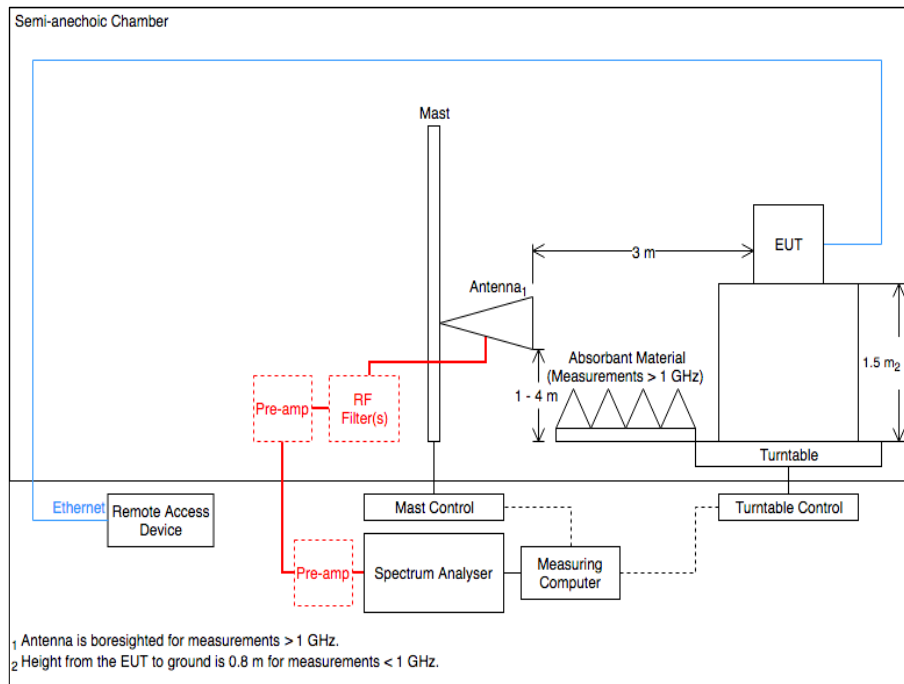 Semi-anechoic Chamber
Mast
EUT
3 m
Antenna1
Absorbant Material
(Measurements > 1 GHz)
1 - 4 m
1.5 m2
Pre-amp
RF
Filter(s)
Turntable
Ethernet
Remote Access
Device
Mast Control
Turntable Control
Pre-amp
Spectrum Analyser
Measuring
Computer
1 Antenna is boresighted for measurements > 1 GHz.
2 Height from the EUT to ground is 0.8 m for measurements < 1 GHz.